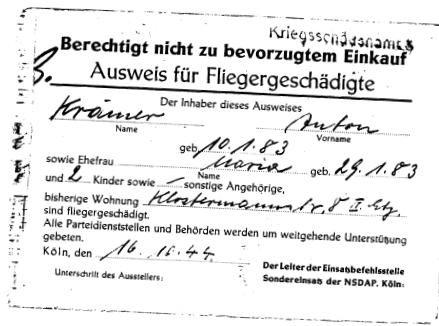 Kriegsschädenamt
Berechtigt nicht zu bevorzugtem Einkauf
Ausweis für Fliegergeschädigte
Der Inhaber dieses Ausweises
Krämer Anton
Name Vorname
geb. 10.1.83
sowie Ehefrau Maria geb. 29.1.83
Name
und 2 Kinder sowie – sonstige Angehörige,
bisherige Wohnung Klostermannstr. 8 II. Etg.
sind fliegergeschädigt.
Alle Parteidienststellen und Behörden werden um weitgehende Unterstützung
gebeten.
Köln, den 16.10.44
Unterschrift des Ausstellers:
Der Leiter der Einsatzbefehlsstelle
Sondereinsatz der NSDAP. Köln: